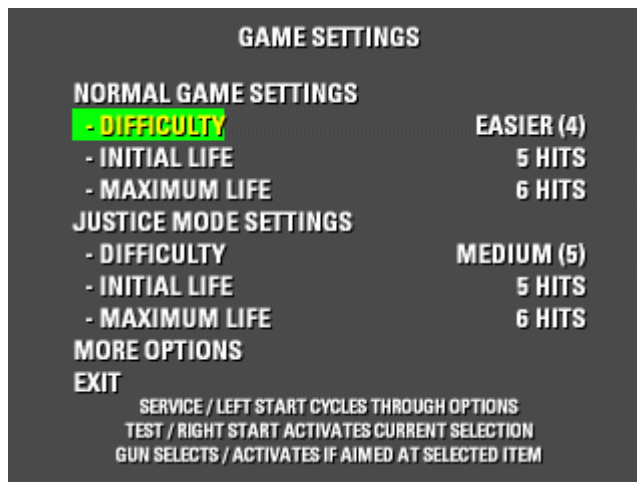 GAME SETTINGS
NORMAL GAME SETTINGS
- DIFFICULTY EASIER (4)
- INITIAL LIFE 5 HITS
- MAXIMUM LIFE 6 HITS
JUSTICE MODE SETTINGS
- DIFFICULTY MEDIUM (5)
- INITIAL LIFE 5 HITS
- MAXIMUM LIFE 6 HITS
MORE OPTIONS
EXIT
SERVICE / LEFT START CYCLES THROUGH OPTIONS
TEST / RIGHT START ACTIVATES CURRENT SELECTION
GUN SELECTS / ACTIVATES IF AIMED AT SELECTED ITEM